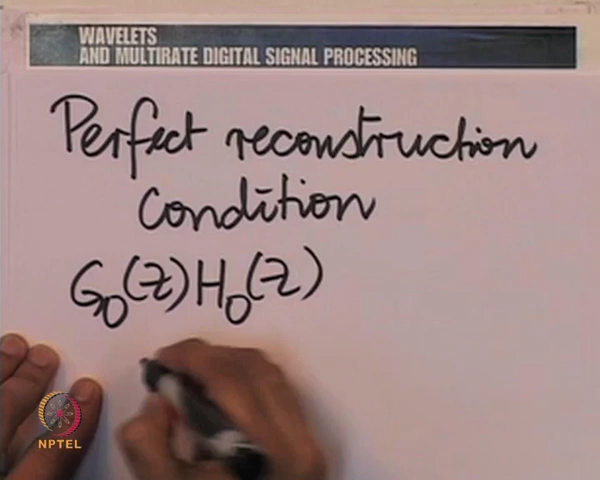 WAVELETS
AND MULTIRATE DIGITAL SIGNAL PROCESSING
Perfect reconstruction
Condition
G₀(z)H₀(z)
NPTEL